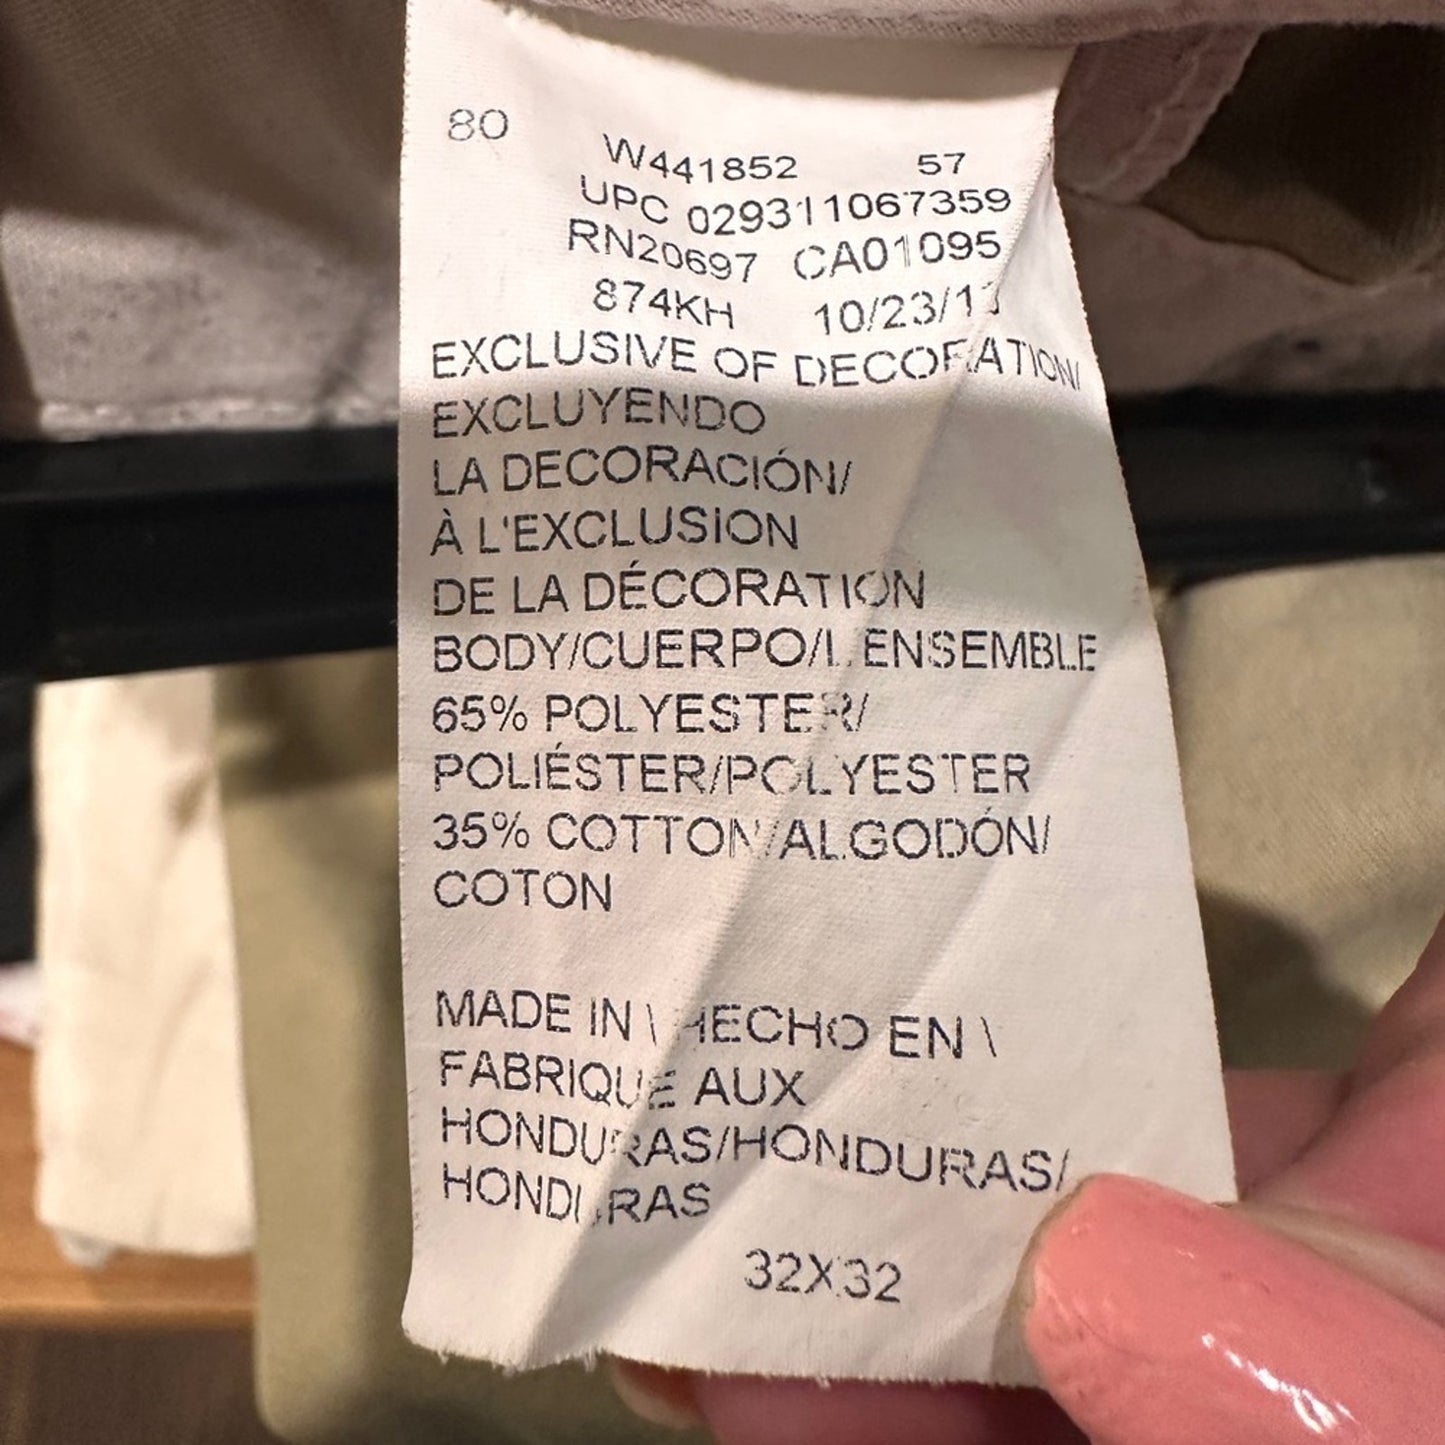 80
W441852 57
UPC 029311067359
RN20697 CA01095
874KH
EXCLUSIVE OF DECORATION/
EXCLUYENDO
LA DECORACIÓN/
À L'EXCLUSION
DE LA DÉCORATION
BODY/CUERPO/L'ENSEMBLE
65% POLYESTER/
POLIÉSTER/POLYESTER
35% COTTON/ALGODÓN/
COTON
MADE IN \ HECHO EN \
FABRIQUE AUX
HONDURAS/HONDURAS/
HONDURAS
32X32